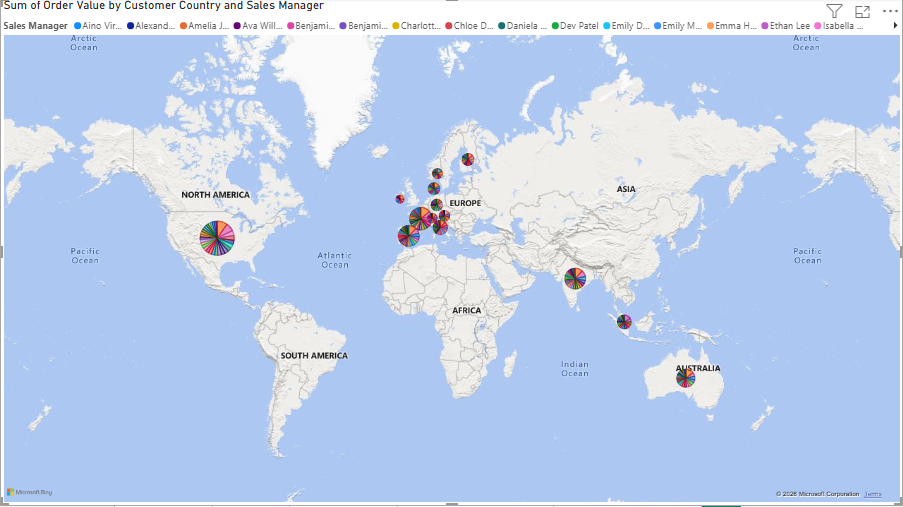 Sum of Order Value by Customer Country and Sales Manager
Sales Manager Aino Vir... Alexand... Amelia J... Ava Will... Benjami... Benjami... Charlott... Chloe D... Daniela ... Dev Patel Emily D... Emily M... Emma H... Ethan Lee Isabella ...
Arctic
Ocean
Arctic
Ocean
NORTH AMERICA
ASIA
EUROPE
Pacific
Ocean
Atlantic
Ocean
Pacific
Ocean
AFRICA
SOUTH AMERICA
Indian
Ocean
AUSTRALIA
Microsoft Bing
© 2026 Microsoft Corporation Terms